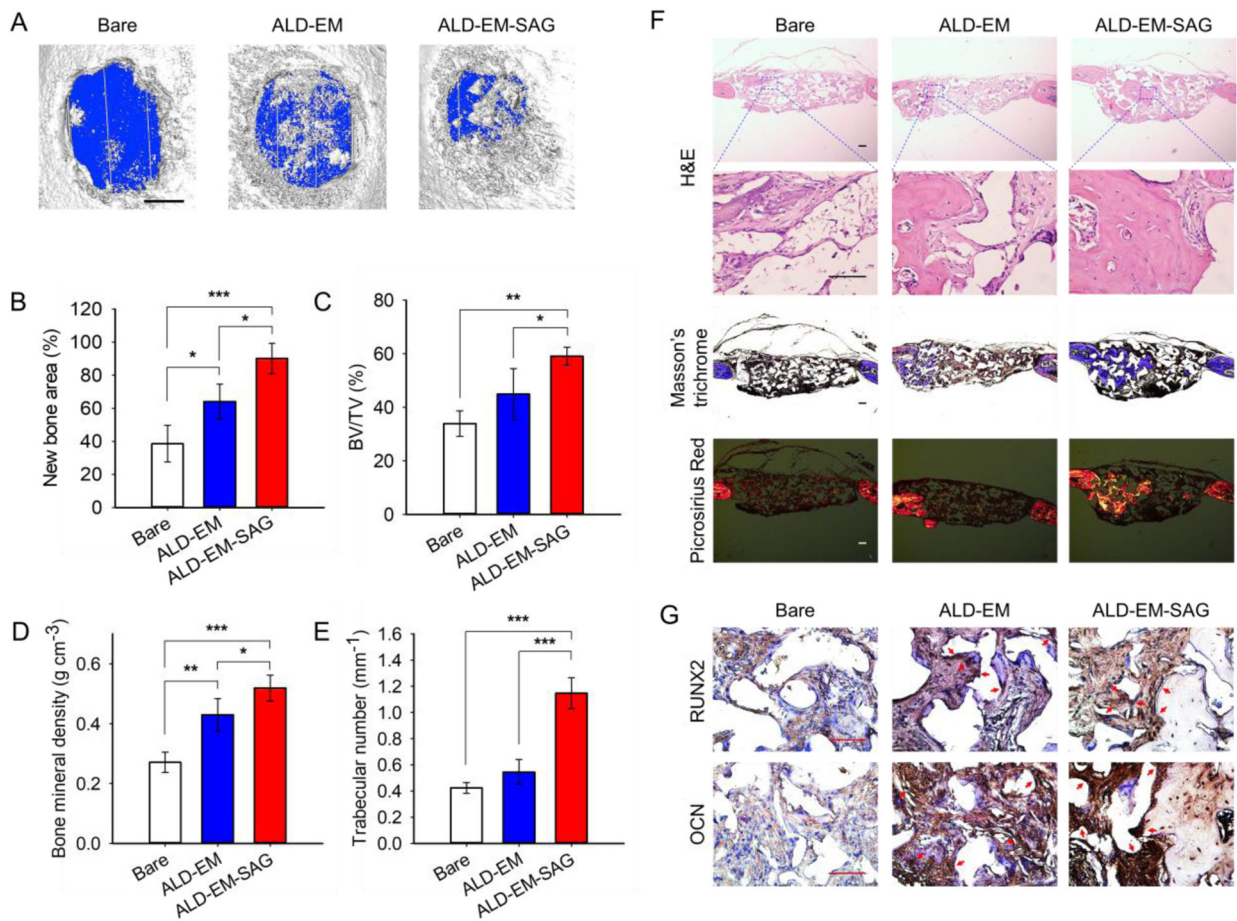 A
Bare
ALD-EM
ALD-EM-SAG
B
New bone area (%)
120
100
80
60
40
20
0
***
*
*
Bare
ALD-EM
ALD-EM-SAG
C
BV/TV (%)
80
60
40
20
0
**
*
Bare
ALD-EM
ALD-EM-SAG
D
Bone mineral density (g cm⁻³)
0.6
0.4
0.2
0.0
***
**
*
Bare
ALD-EM
ALD-EM-SAG
E
Trabecular number (mm⁻¹)
1.6
1.4
1.2
1.0
0.8
0.6
0.4
0.2
0.0
***
***
Bare
ALD-EM
ALD-EM-SAG
F
Bare
ALD-EM
ALD-EM-SAG
H&E
Masson's
trichrome
Picrosirius Red
G
Bare
ALD-EM
ALD-EM-SAG
RUNX2
OCN